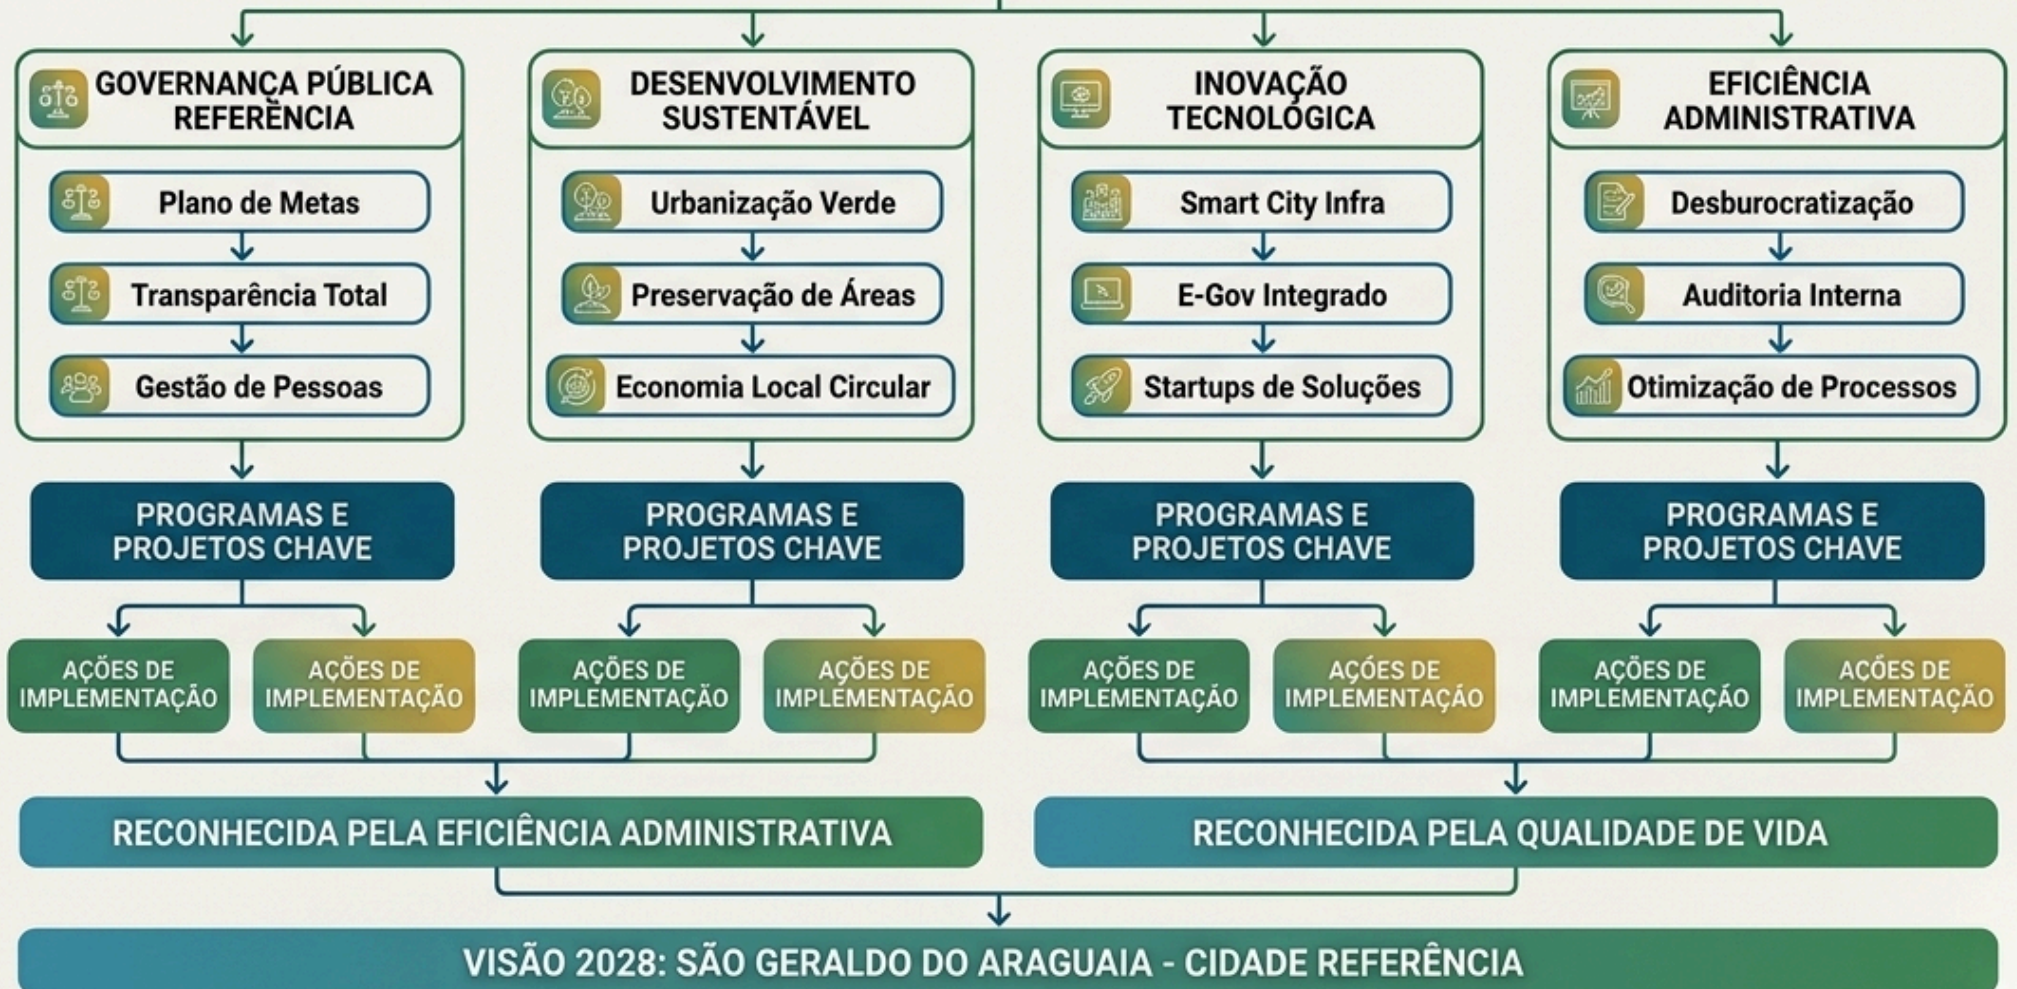 GOVERNANÇA PÚBLICA
REFERÊNCIA
Plano de Metas
Transparência Total
Gestão de Pessoas
DESENVOLVIMENTO
SUSTENTÁVEL
Urbanização Verde
Preservação de Áreas
Economia Local Circular
INOVAÇÃO
TECNOLÓGICA
Smart City Infra
E-Gov Integrado
Startups de Soluções
EFICIÊNCIA
ADMINISTRATIVA
Desburocratização
Auditoria Interna
Otimização de Processos
PROGRAMAS E
PROJETOS CHAVE
PROGRAMAS E
PROJETOS CHAVE
PROGRAMAS E
PROJETOS CHAVE
PROGRAMAS E
PROJETOS CHAVE
AÇÕES DE
IMPLEMENTAÇÃO
AÇÕES DE
IMPLEMENTAÇÃO
AÇÕES DE
IMPLEMENTAÇÃO
AÇÕES DE
IMPLEMENTAÇÃO
AÇÕES DE
IMPLEMENTAÇÃO
AÇÓES DE
IMPLEMENTAÇÃO
AÇÕES DE
IMPLEMENTAÇÃO
AÇÕES DE
IMPLEMENTAÇÃO
RECONHECIDA PELA EFICIÊNCIA ADMINISTRATIVA
RECONHECIDA PELA QUALIDADE DE VIDA
VISÃO 2028: SÃO GERALDO DO ARAGUAIA - CIDADE REFERÊNCIA